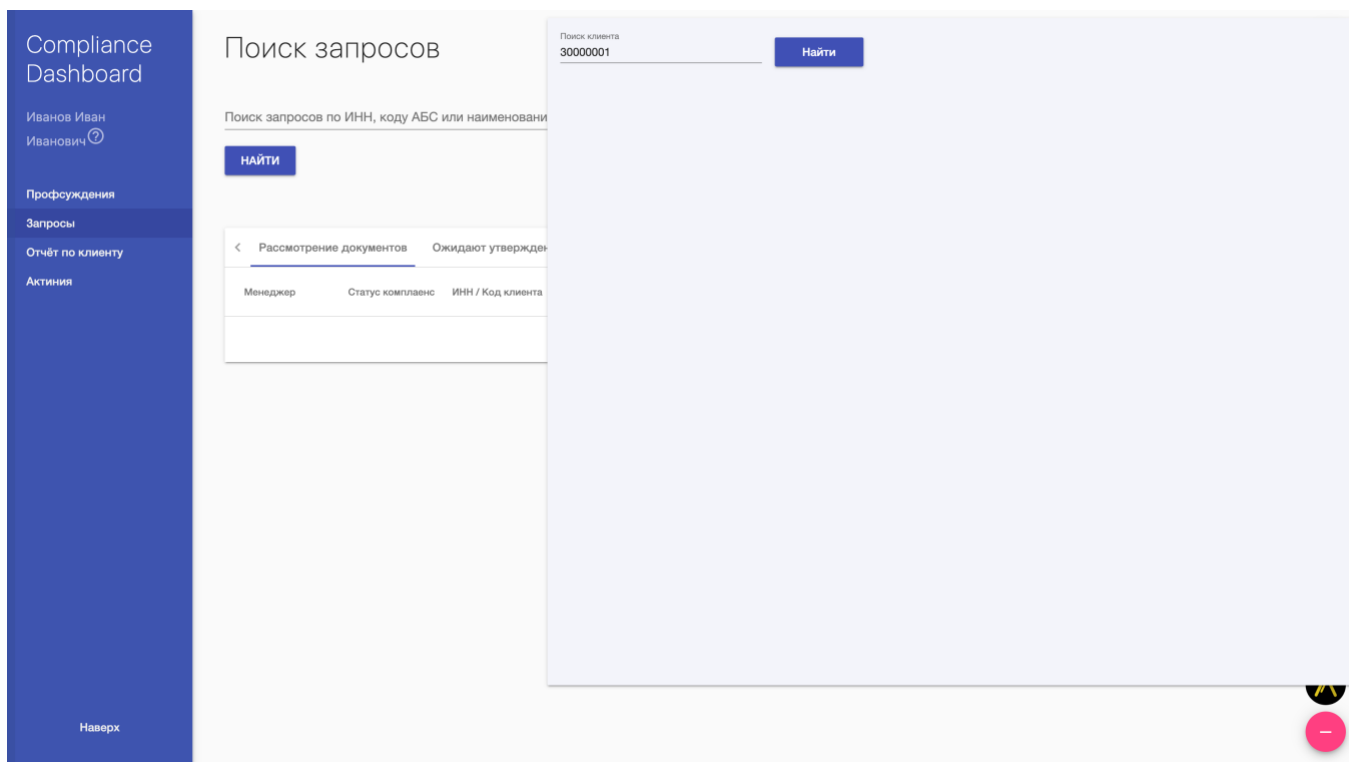 Compliance
Dashboard
Иванов Иван
Иванович
Профсуждения
Запросы
Отчёт по клиенту
Актиния
Наверх
Поиск запросов
Поиск запросов по ИНН, коду АБС или наименовани
НАЙТИ
Рассмотрение документов Ожидают утвержден
Менеджер Статус комплаенс ИНН / Код клиента
Поиск клиента
30000001
Найти